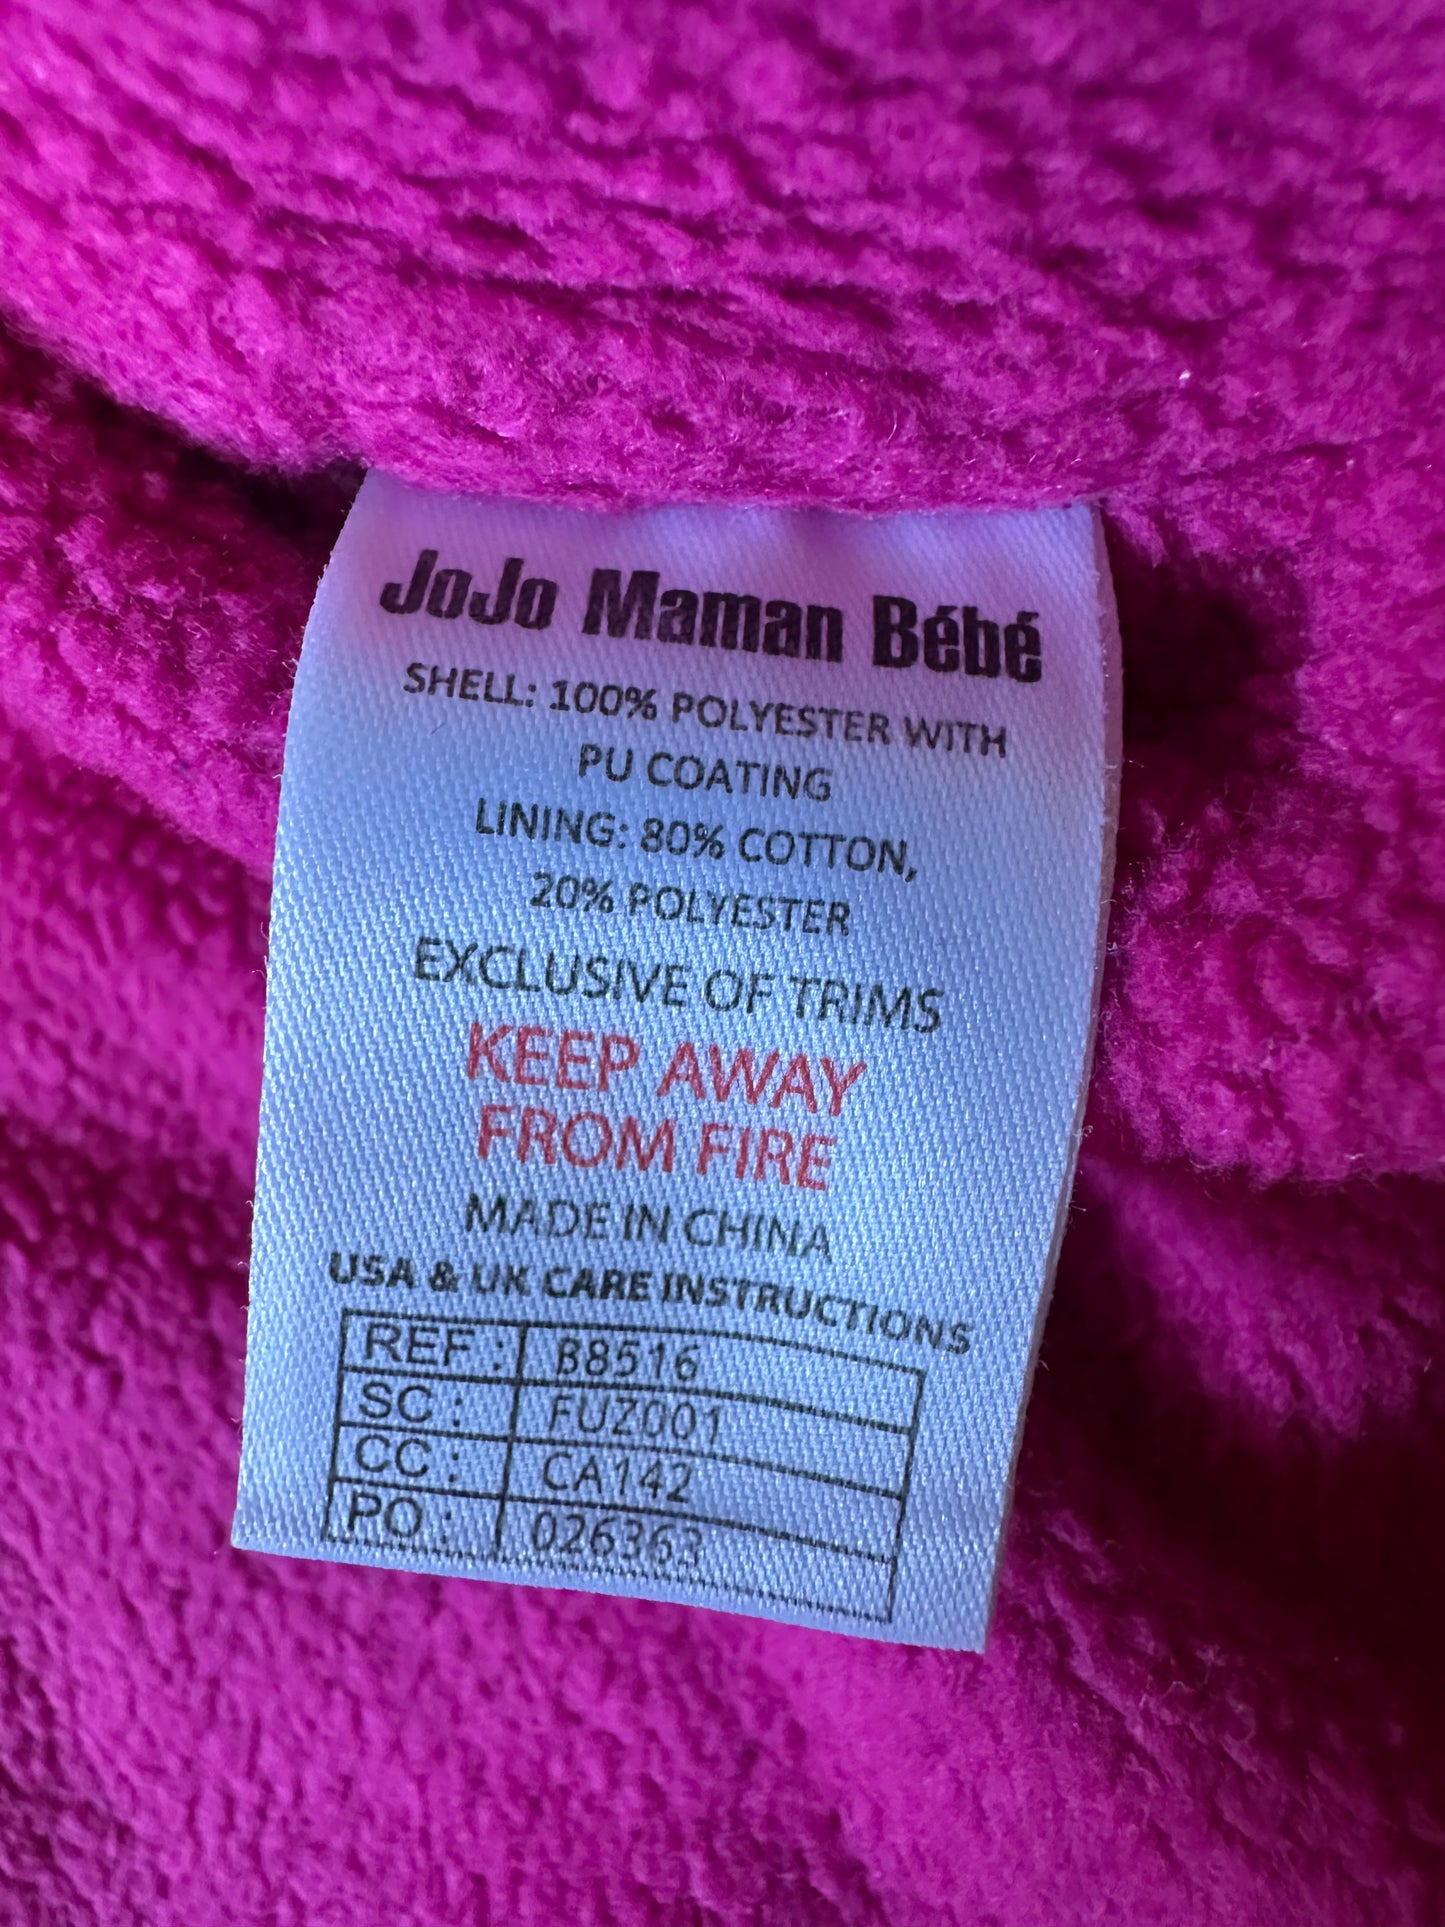 JoJo Maman Bébé
SHELL: 100% POLYESTER WITH
PU COATING
LINING: 80% COTTON,
20% POLYESTER
EXCLUSIVE OF TRIMS
KEEP AWAY
FROM FIRE
MADE IN CHINA
USA & UK CARE INSTRUCTIONS
REF : B8516
SC : FUZ001
CC : CA142
PO : 026363